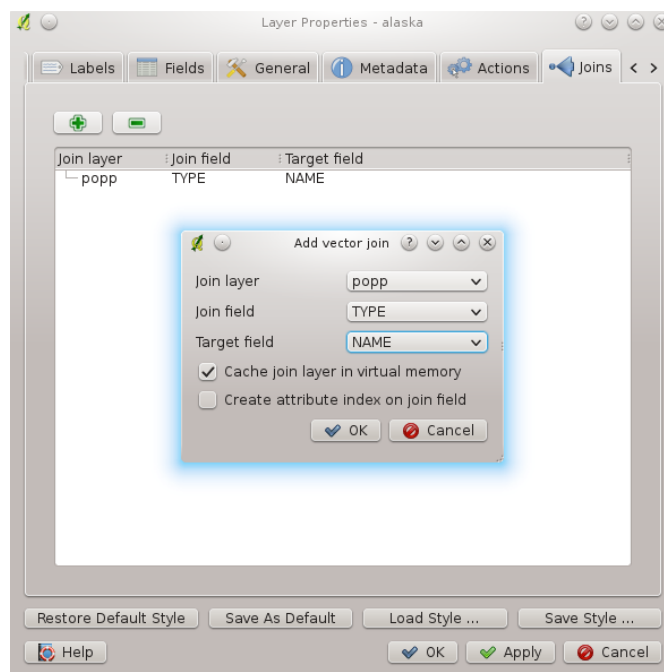 Layer Properties - alaska
Labels Fields General Metadata Actions Joins
Join layer Join field Target field
popp TYPE NAME
Add vector join
Join layer popp
Join field TYPE
Target field NAME
Cache join layer in virtual memory
Create attribute index on join field
OK Cancel
Restore Default Style Save As Default Load Style ... Save Style ...
Help OK Apply Cancel